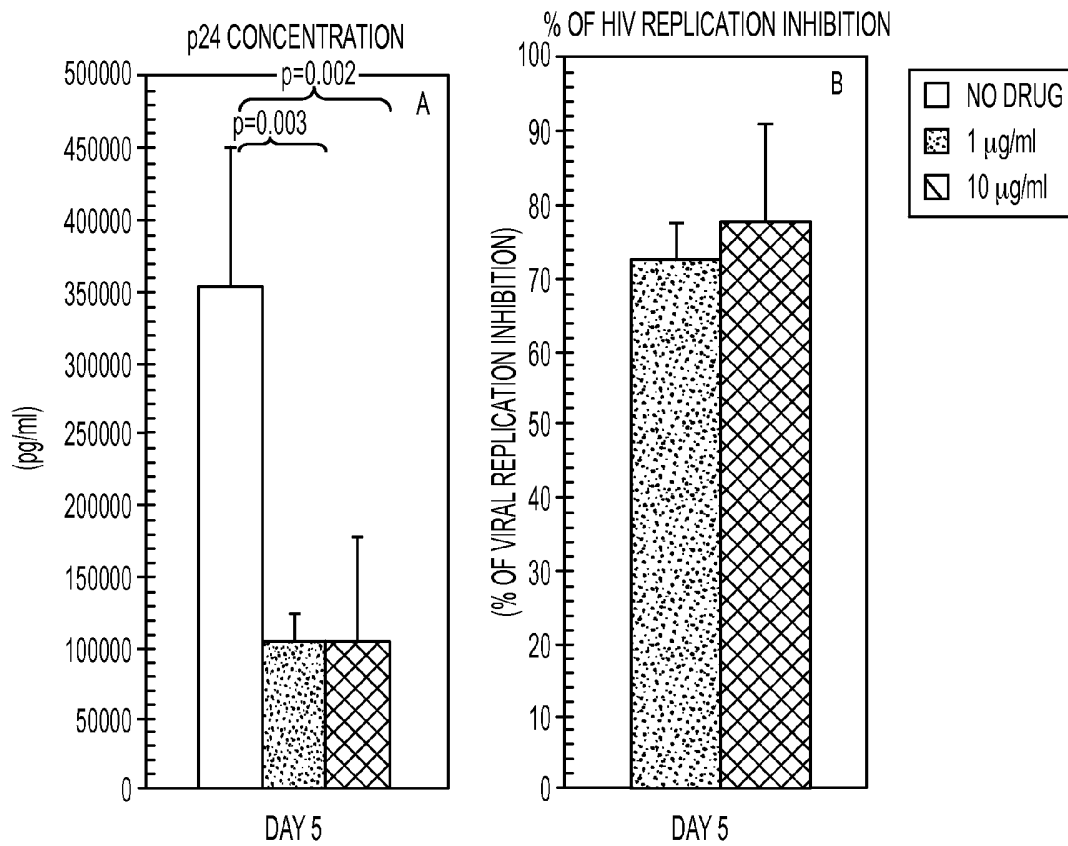 p24 CONCENTRATION
(pg/ml)
500000
450000
400000
350000
300000
250000
200000
150000
100000
50000
0
p=0.002
p=0.003
A
DAY 5
% OF HIV REPLICATION INHIBITION
(% OF VIRAL REPLICATION INHIBITION)
100
90
80
70
60
50
40
30
20
10
0
B
DAY 5
NO DRUG
1 μg/ml
10 μg/ml